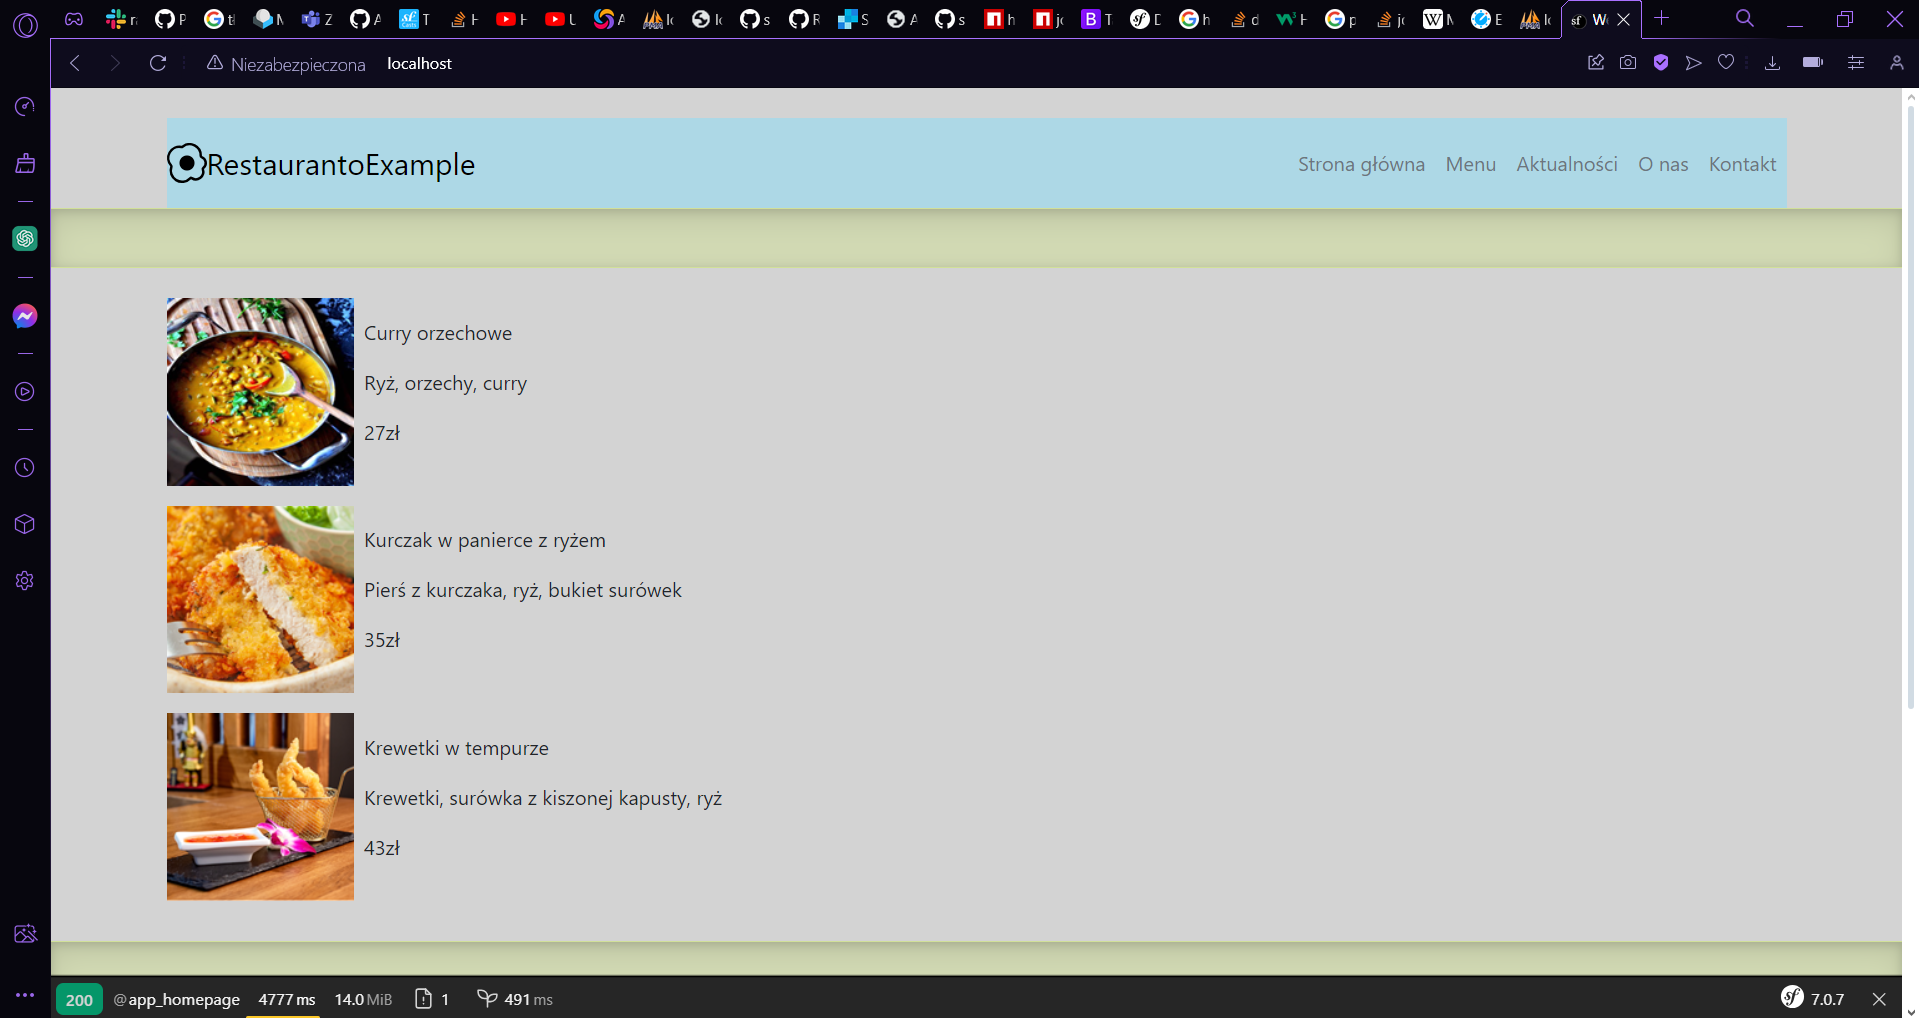 Niezabezpieczona localhost
RestaurantoExample
Strona główna Menu Aktualności O nas Kontakt
Curry orzechowe
Ryż, orzechy, curry
27zł
Kurczak w panierce z ryżem
Pierś z kurczaka, ryż, bukiet surówek
35zł
Krewetki w tempurze
Krewetki, surówka z kiszonej kapusty, ryż
43zł
200 @app_homepage 4777 ms 14.0 MiB 1 491 ms sf 7.0.7